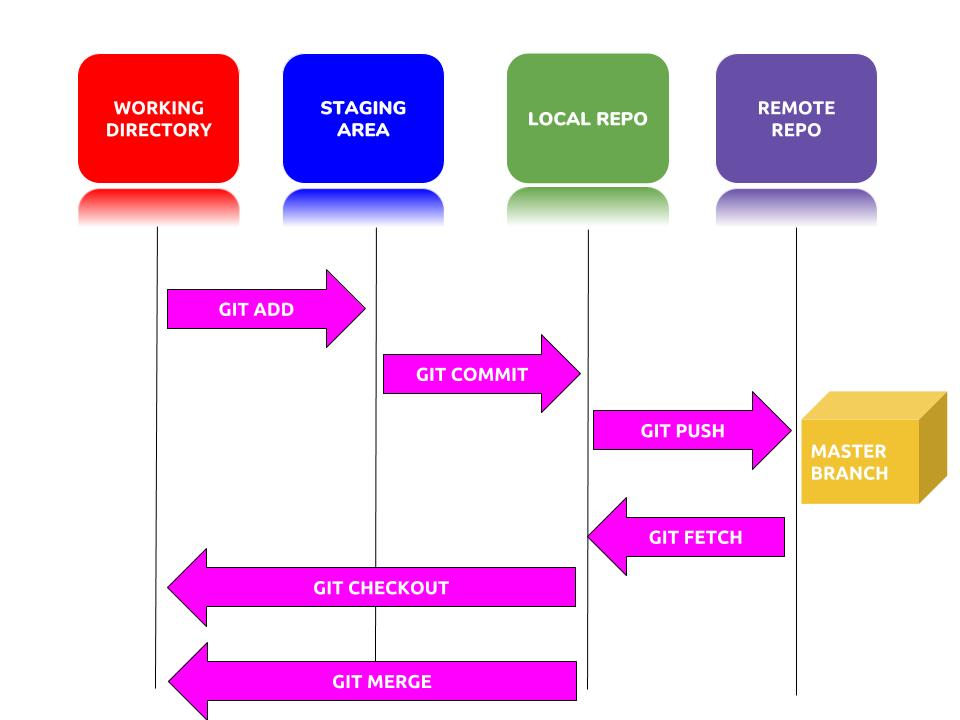 WORKING
DIRECTORY
STAGING
AREA
LOCAL REPO
REMOTE
REPO
GIT ADD
GIT COMMIT
GIT PUSH
MASTER
BRANCH
GIT FETCH
GIT CHECKOUT
GIT MERGE